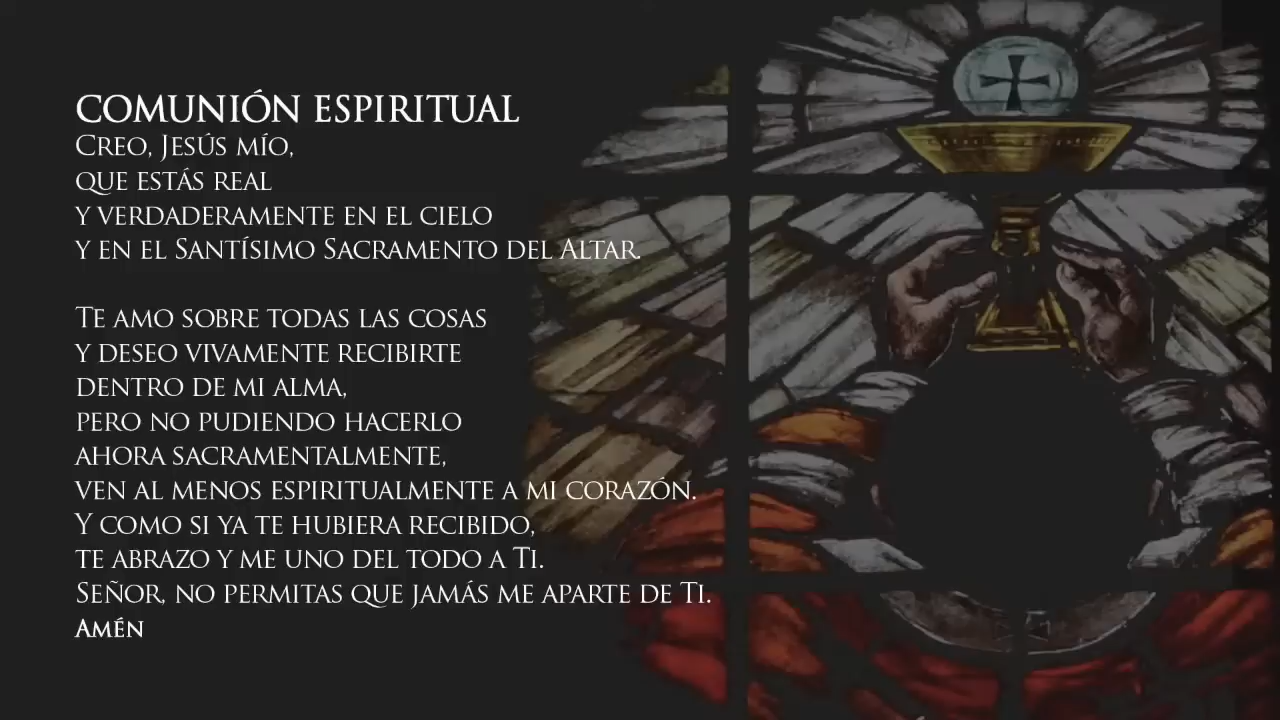 COMUNIÓN ESPIRITUAL
CREO, JESÚS MÍO,
QUE ESTÁS REAL
Y VERDADERAMENTE EN EL CIELO
Y EN EL SANTÍSIMO SACRAMENTO DEL ALTAR.
TE AMO SOBRE TODAS LAS COSAS
Y DESEO VIVAMENTE RECIBIRTE
DENTRO DE MI ALMA,
PERO NO PUDIENDO HACERLO
AHORA SACRAMENTALMENTE,
VEN AL MENOS ESPIRITUALMENTE A MI CORAZÓN.
Y COMO SI YA TE HUBIERA RECIBIDO,
TE ABRAZO Y ME UNO DEL TODO A TI.
SEÑOR, NO PERMITAS QUE JAMÁS ME APARTE DE TI.
AMÉN